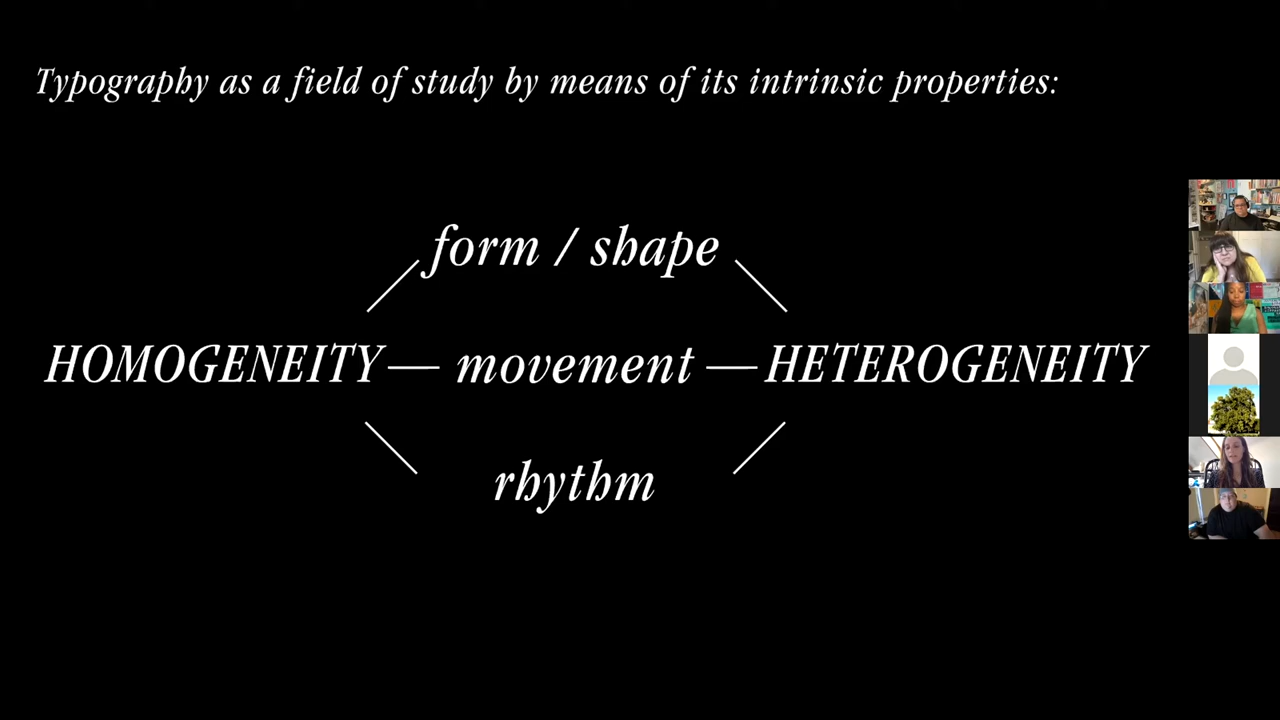 Typography as a field of study by means of its intrinsic properties:
form / shape
HOMOGENEITY — movement — HETEROGENEITY
rhythm